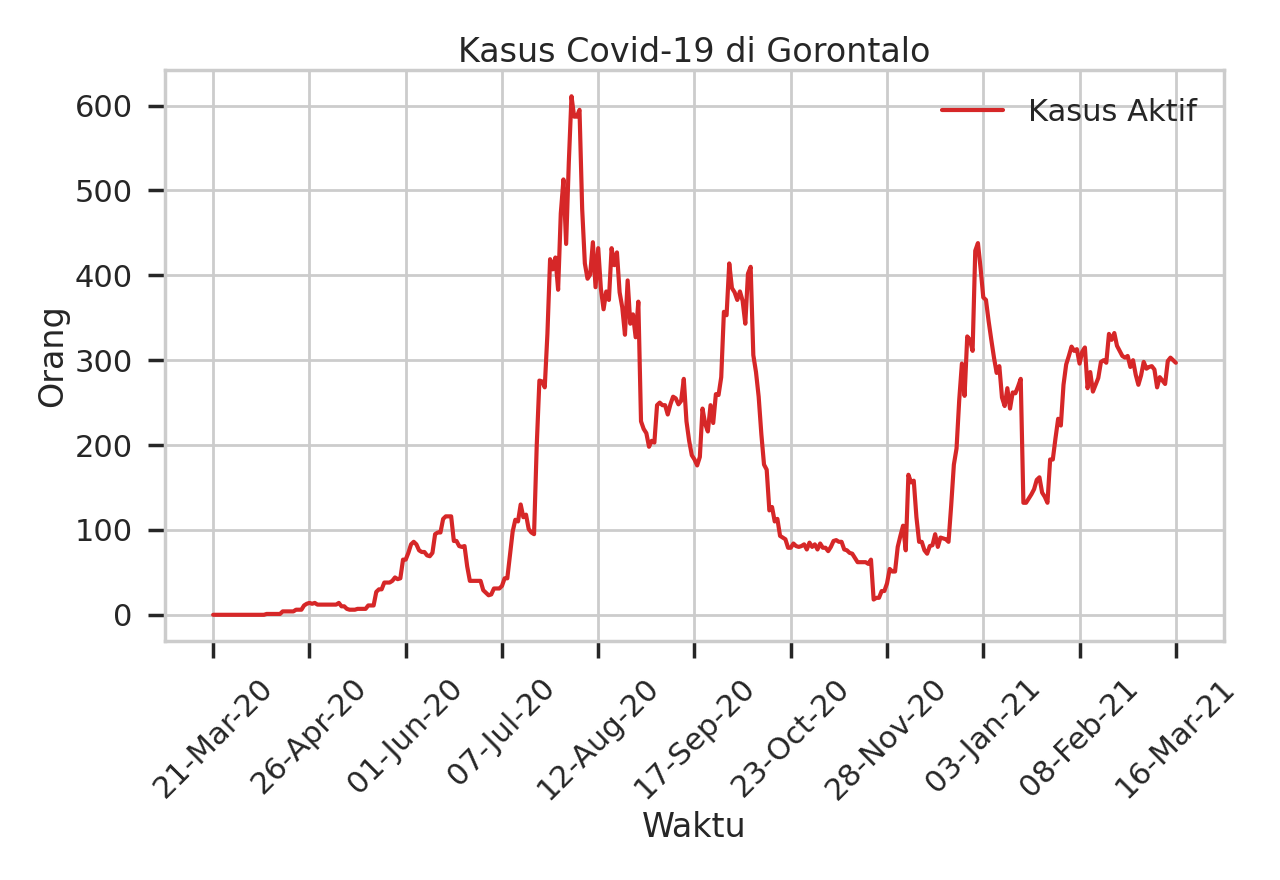 Kasus Covid-19 di Gorontalo
Kasus Aktif
Orang
600
500
400
300
200
100
0
21-Mar-20
26-Apr-20
01-Jun-20
07-Jul-20
12-Aug-20
17-Sep-20
23-Oct-20
28-Nov-20
03-Jan-21
08-Feb-21
16-Mar-21
Waktu